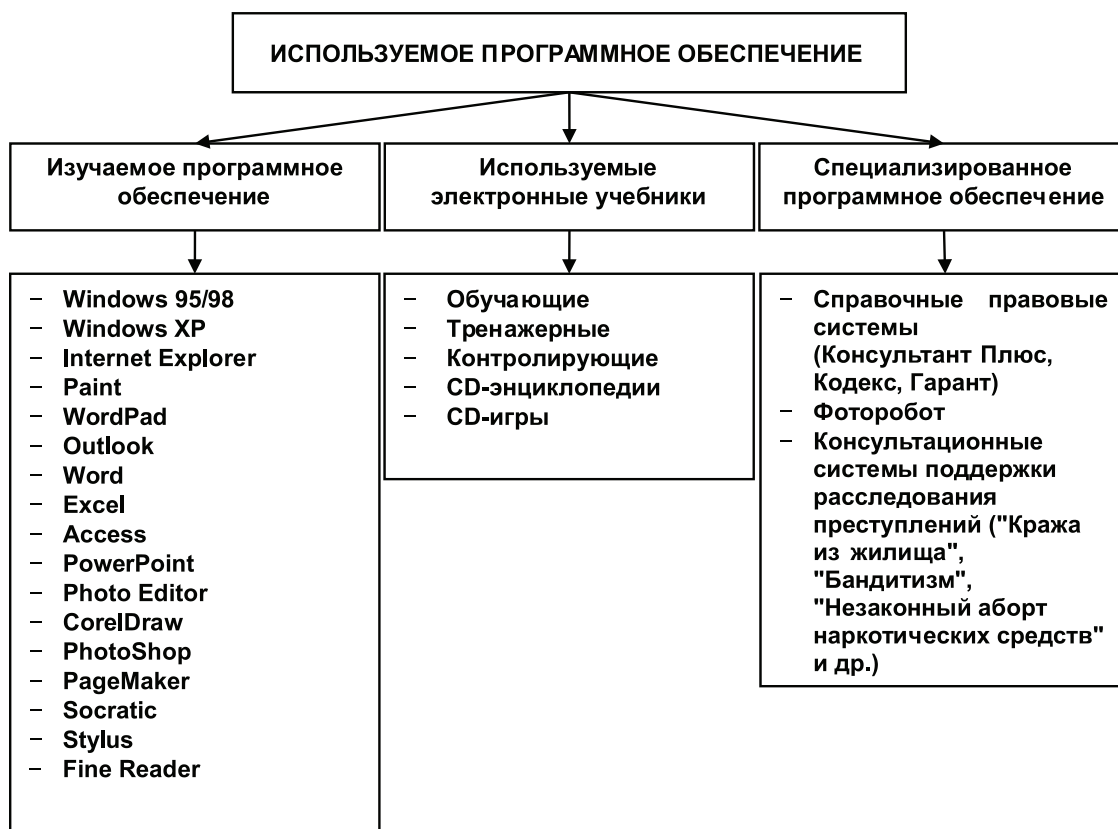 ИСПОЛЬЗУЕМОЕ ПРОГРАММНОЕ ОБЕСПЕЧЕНИЕ
Изучаемое программное
обеспечение
Используемые
электронные учебники
Специализированное
программное обеспечение
– Windows 95/98
– Windows XP
– Internet Explorer
– Paint
– WordPad
– Outlook
– Word
– Excel
– Access
– PowerPoint
– Photo Editor
– CorelDraw
– PhotoShop
– PageMaker
– Socratic
– Stylus
– Fine Reader
– Обучающие
– Тренажерные
– Контролирующие
– CD-энциклопедии
– CD-игры
– Справочные правовые
системы
(Консультант Плюс,
Кодекс, Гарант)
– Фоторобот
– Консультационные
системы поддержки
расследования
преступлений ("Кража
из жилища",
"Бандитизм",
"Незаконный аборт
наркотических средств"
и др.)